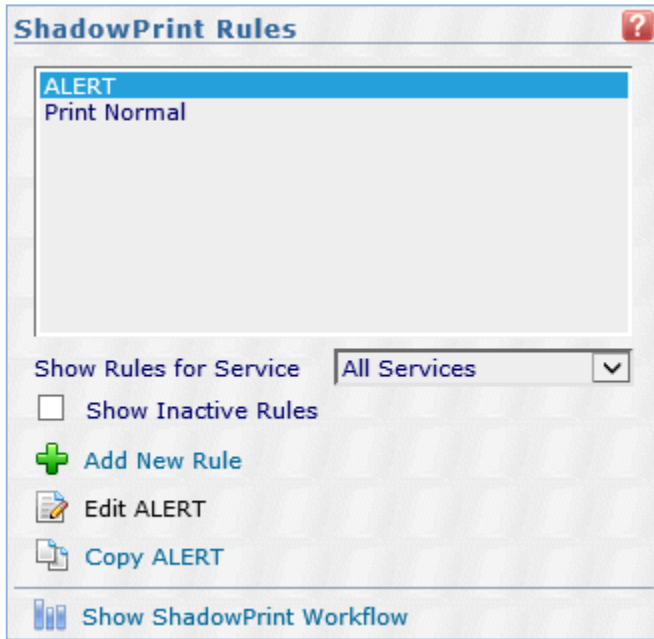 ShadowPrint Rules
?
ALERT
Print Normal
Show Rules for Service All Services
Show Inactive Rules
Add New Rule
Edit ALERT
Copy ALERT
Show ShadowPrint Workflow